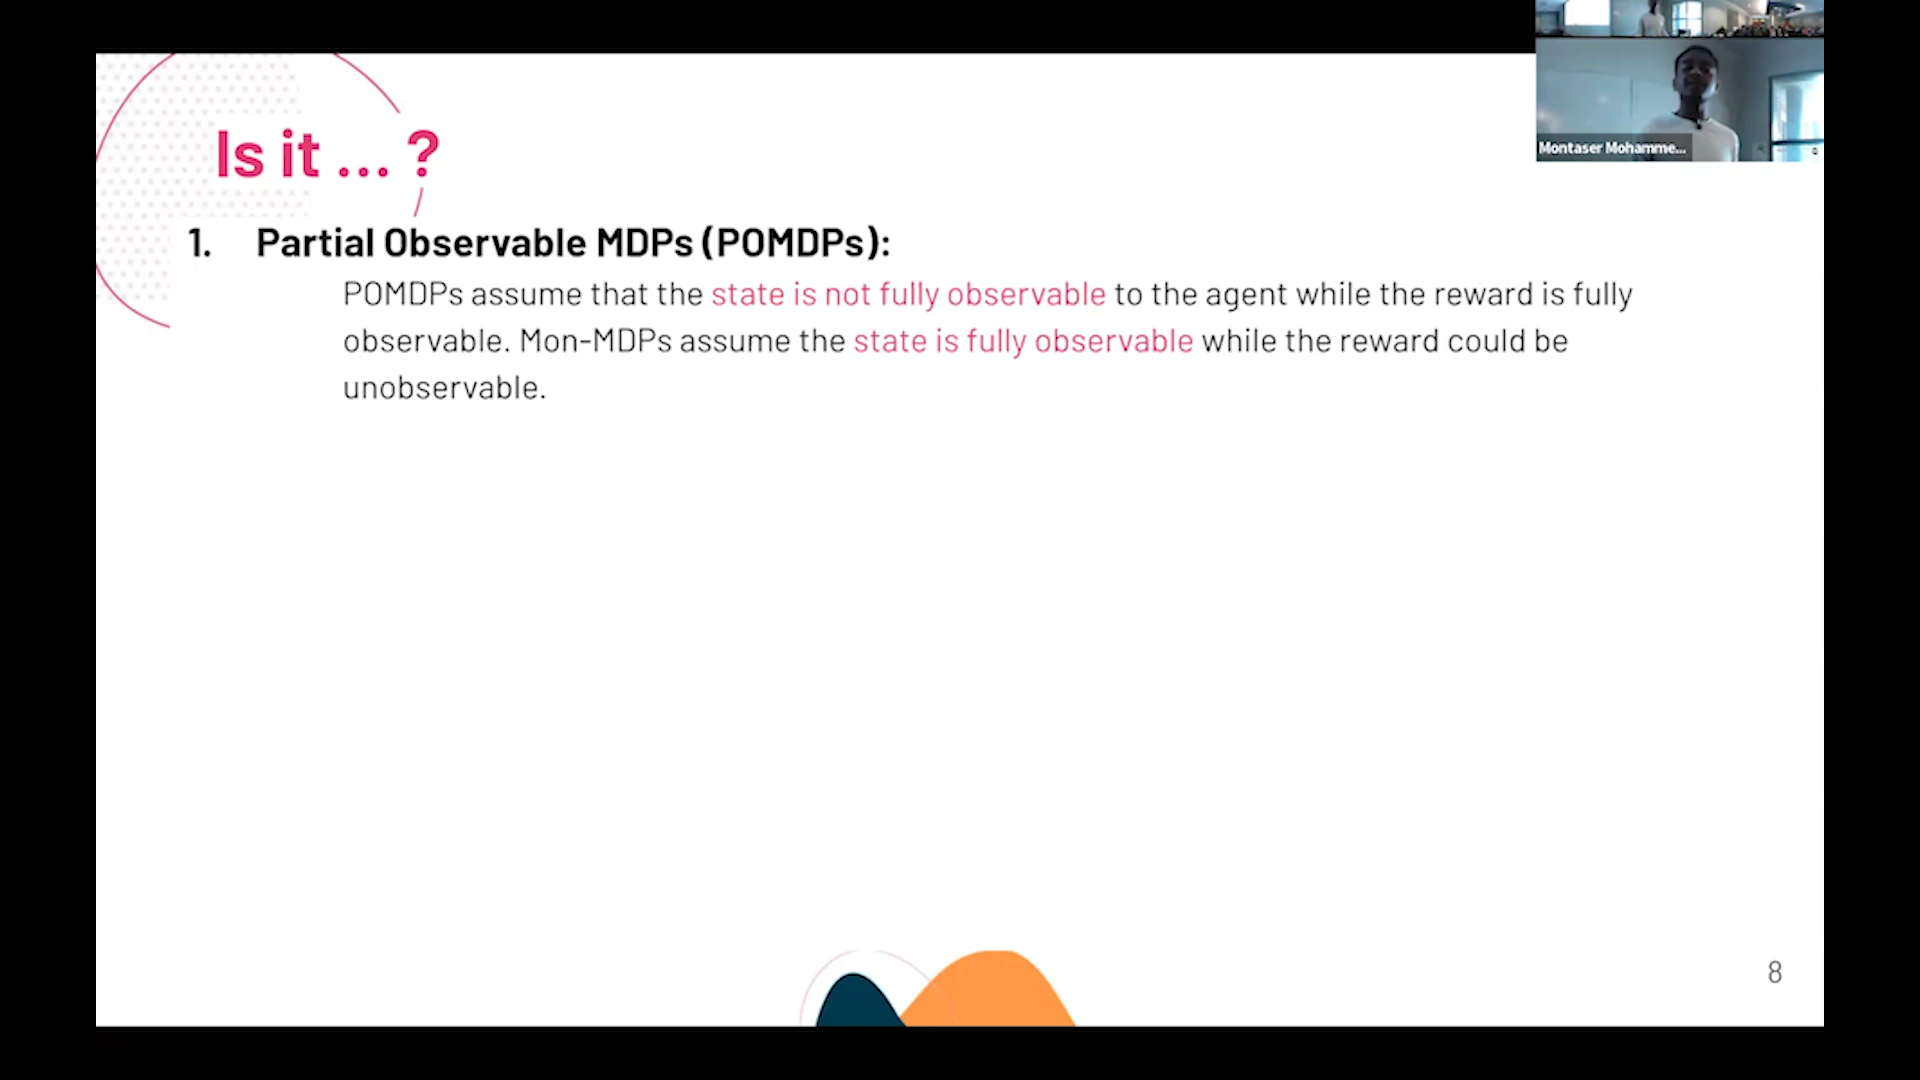 Is it ... ?
Montaser Mohamme...
1. Partial Observable MDPs (POMDPs):
POMDPs assume that the state is not fully observable to the agent while the reward is fully
observable. Mon-MDPs assume the state is fully observable while the reward could be
unobservable.
8